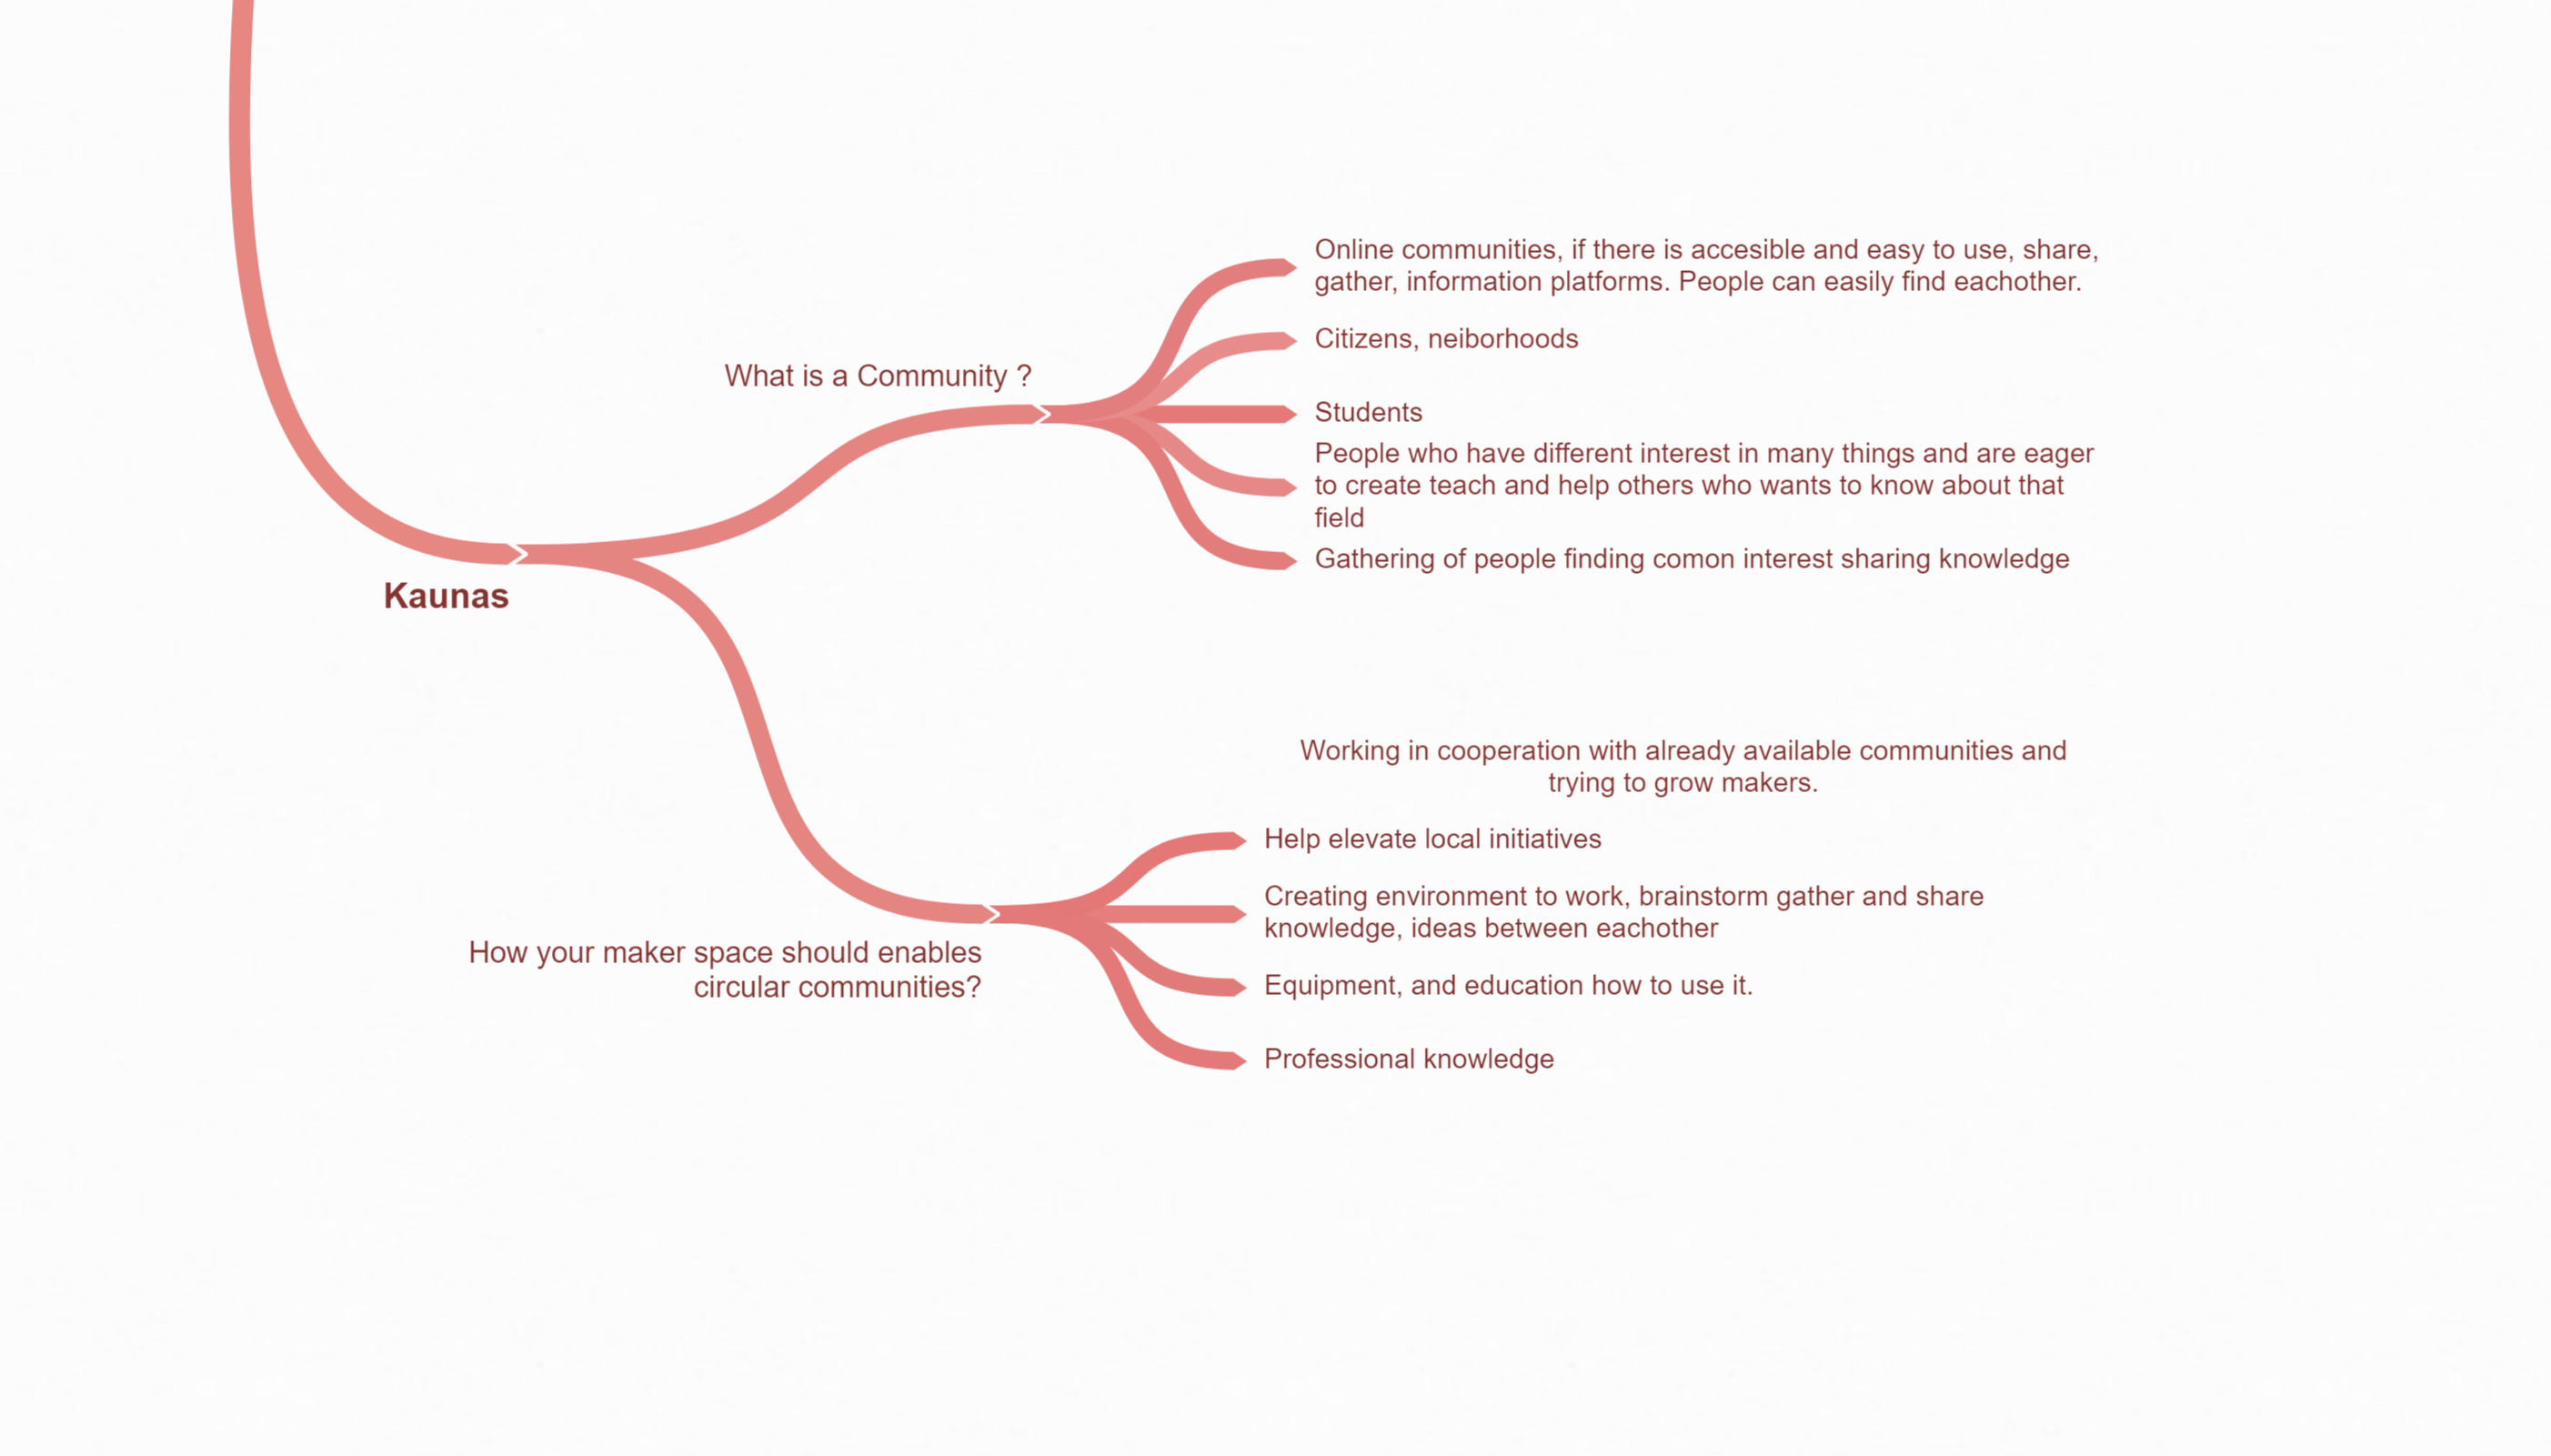 Kaunas
What is a Community ?
Online communities, if there is accesible and easy to use, share,
gather, information platforms. People can easily find eachother.
Citizens, neiborhoods
Students
People who have different interest in many things and are eager
to create teach and help others who wants to know about that
field
Gathering of people finding comon interest sharing knowledge
How your maker space should enables
circular communities?
Working in cooperation with already available communities and
trying to grow makers.
Help elevate local initiatives
Creating environment to work, brainstorm gather and share
knowledge, ideas between eachother
Equipment, and education how to use it.
Professional knowledge